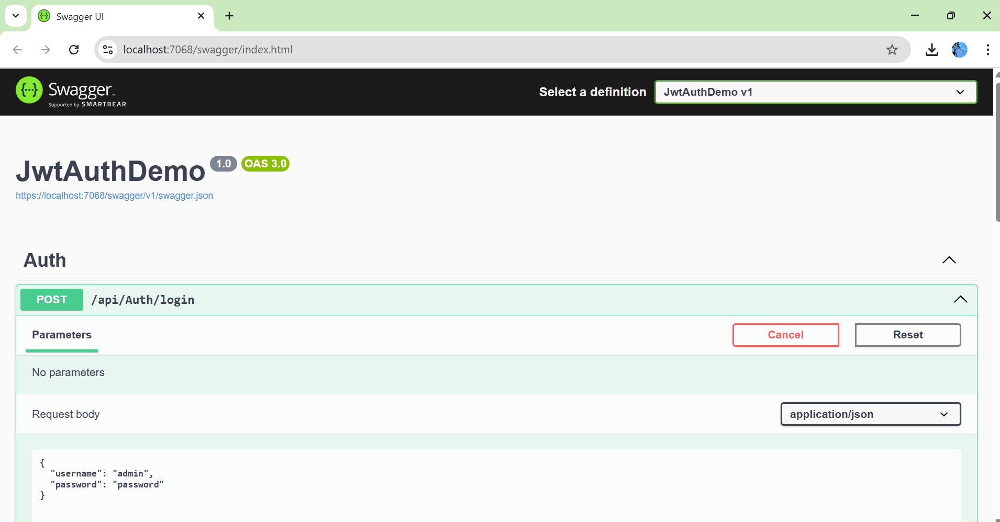 Swagger UI
localhost:7068/swagger/index.html
Swagger™
Supported by SMARTBEAR
Select a definition
JwtAuthDemo v1
JwtAuthDemo 1.0 OAS 3.0
https://localhost:7068/swagger/v1/swagger.json
Auth
POST /api/Auth/login
Parameters
Cancel
Reset
No parameters
Request body
application/json
{
"username": "admin",
"password": "password"
}